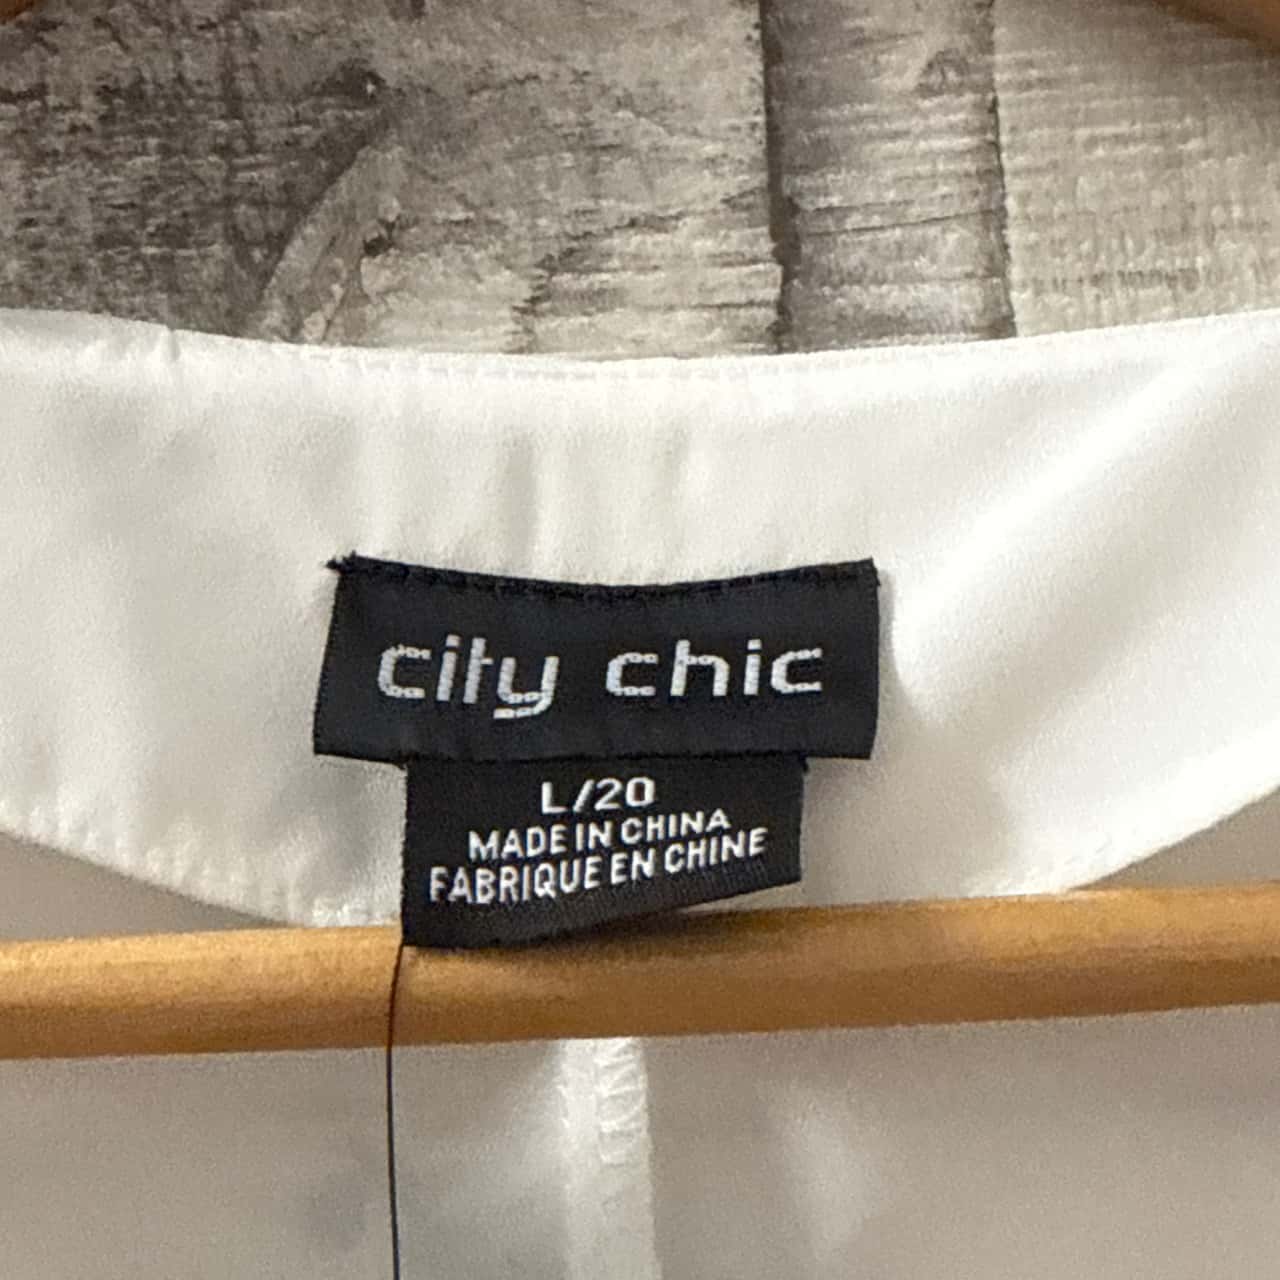 city chic
L/20
MADE IN CHINA
FABRIQUE EN CHINE